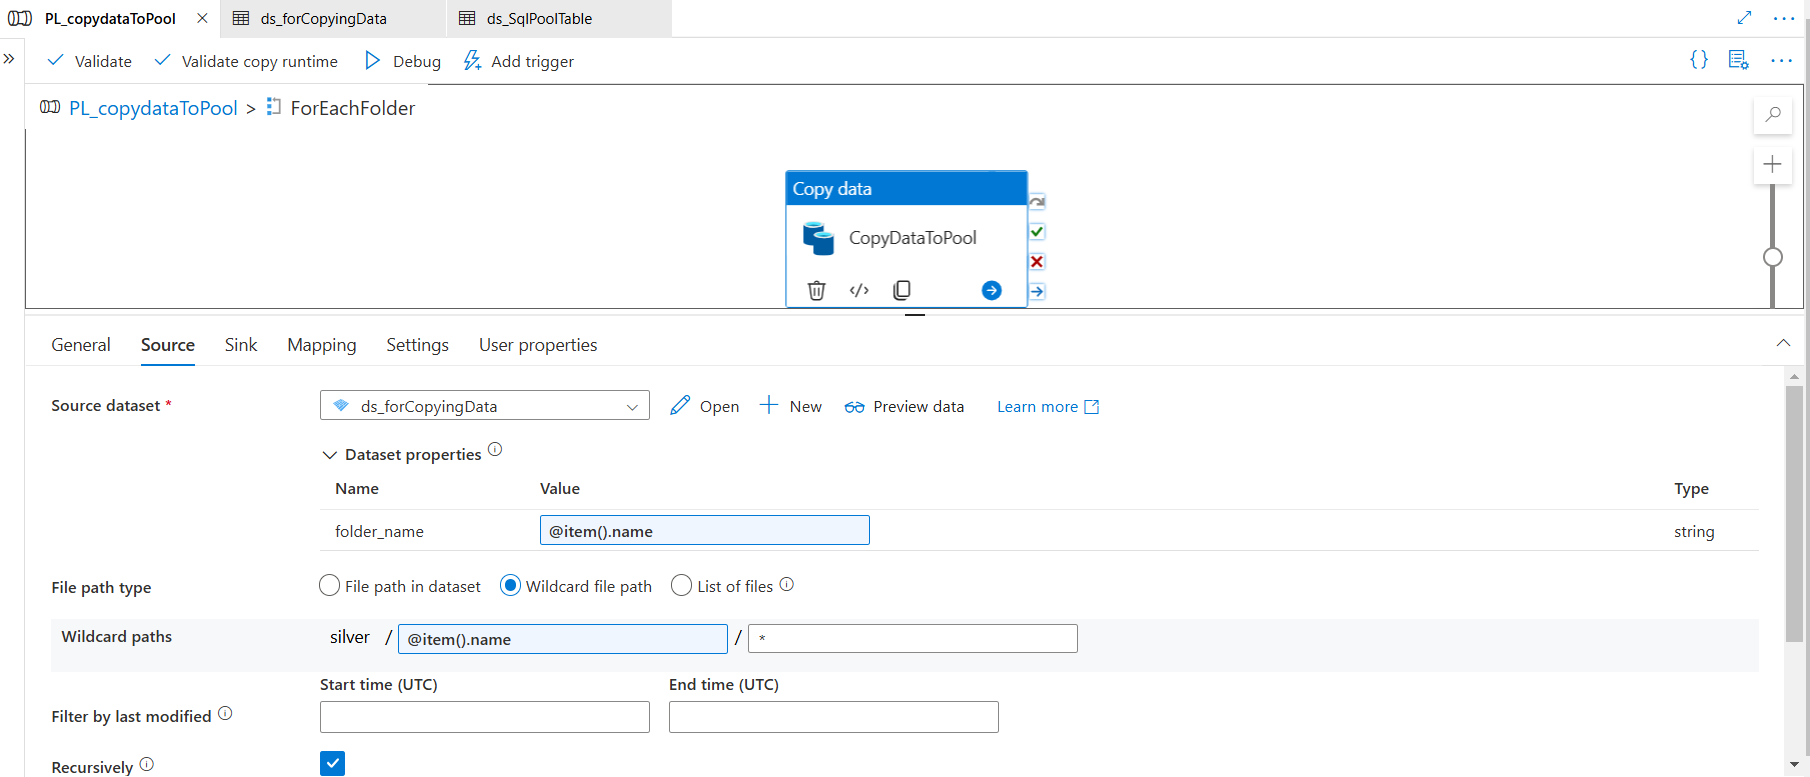 PL_copydataToPool ds_forCopyingData ds_SqlPoolTable
Validate Validate copy runtime Debug Add trigger {}
PL_copydataToPool > ForEachFolder
Copy data
CopyDataToPool
General Source Sink Mapping Settings User properties
Source dataset * ds_forCopyingData Open New Preview data Learn more
Dataset properties
Name Value Type
folder_name @item().name string
File path type File path in dataset Wildcard file path List of files
Wildcard paths silver / @item().name / *
Start time (UTC) End time (UTC)
Filter by last modified
Recursively